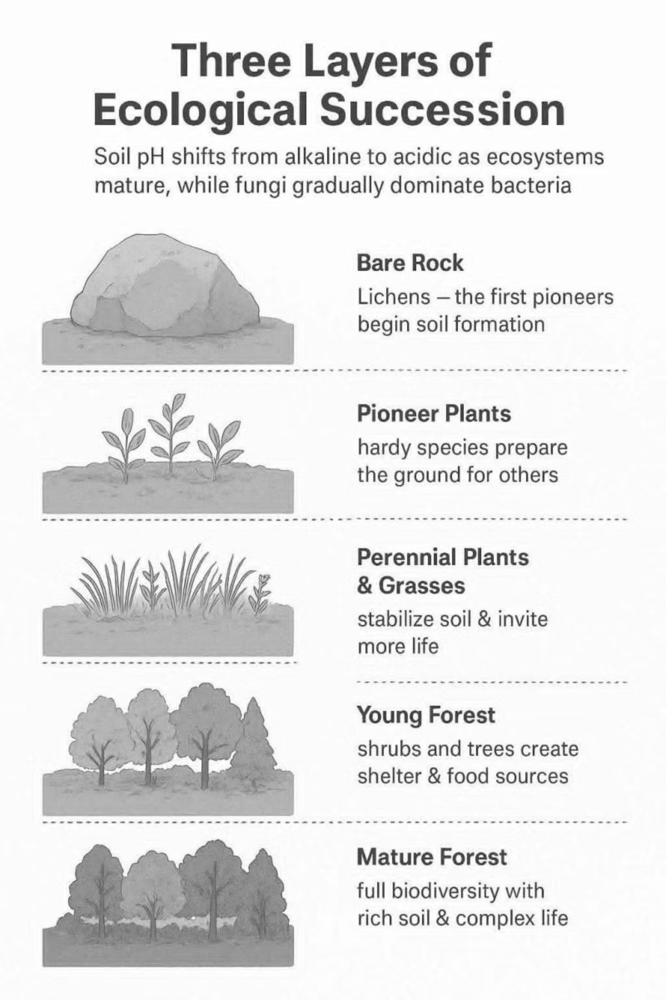 Three Layers of
Ecological Succession
Soil pH shifts from alkaline to acidic as ecosystems
mature, while fungi gradually dominate bacteria
Bare Rock
Lichens – the first pioneers
begin soil formation
Pioneer Plants
hardy species prepare
the ground for others
Perennial Plants
& Grasses
stabilize soil & invite
more life
Young Forest
shrubs and trees create
shelter & food sources
Mature Forest
full biodiversity with
rich soil & complex life